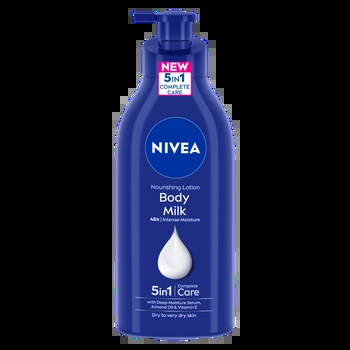 NEW
5IN1
COMPLETE
CARE
NIVEA
Nourishing Lotion
Body
Milk
48h | Intense Moisture
5in1 | Complete Care
with Deep Moisture Serum,
Almond Oil & Vitamin E
Dry to very dry skin